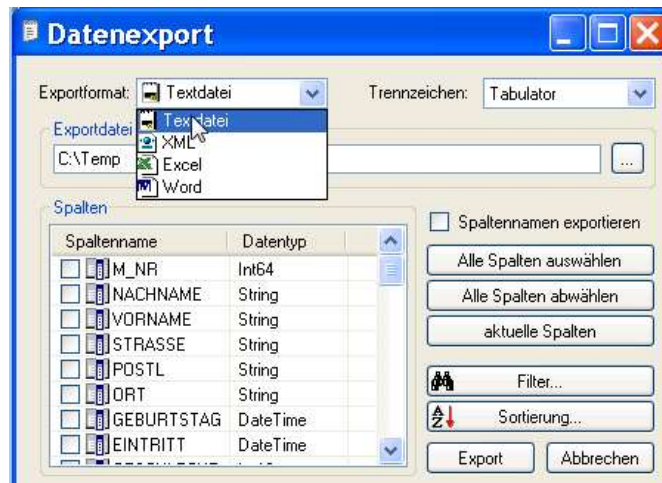 Datenexport
Exportformat: Textdatei Trennzeichen: Tabulator
Textdatei
XML
Excel
Word
Exportdatei
C:\Temp ...
Spalten
Spaltenname Datentyp
M_NR Int64
NACHNAME String
VORNAME String
STRASSE String
POSTL String
ORT String
GEBURTSTAG DateTime
EINTRITT DateTime
Spaltennamen exportieren
Alle Spalten auswählen
Alle Spalten abwählen
aktuelle Spalten
Filter...
Sortierung...
Export Abbrechen